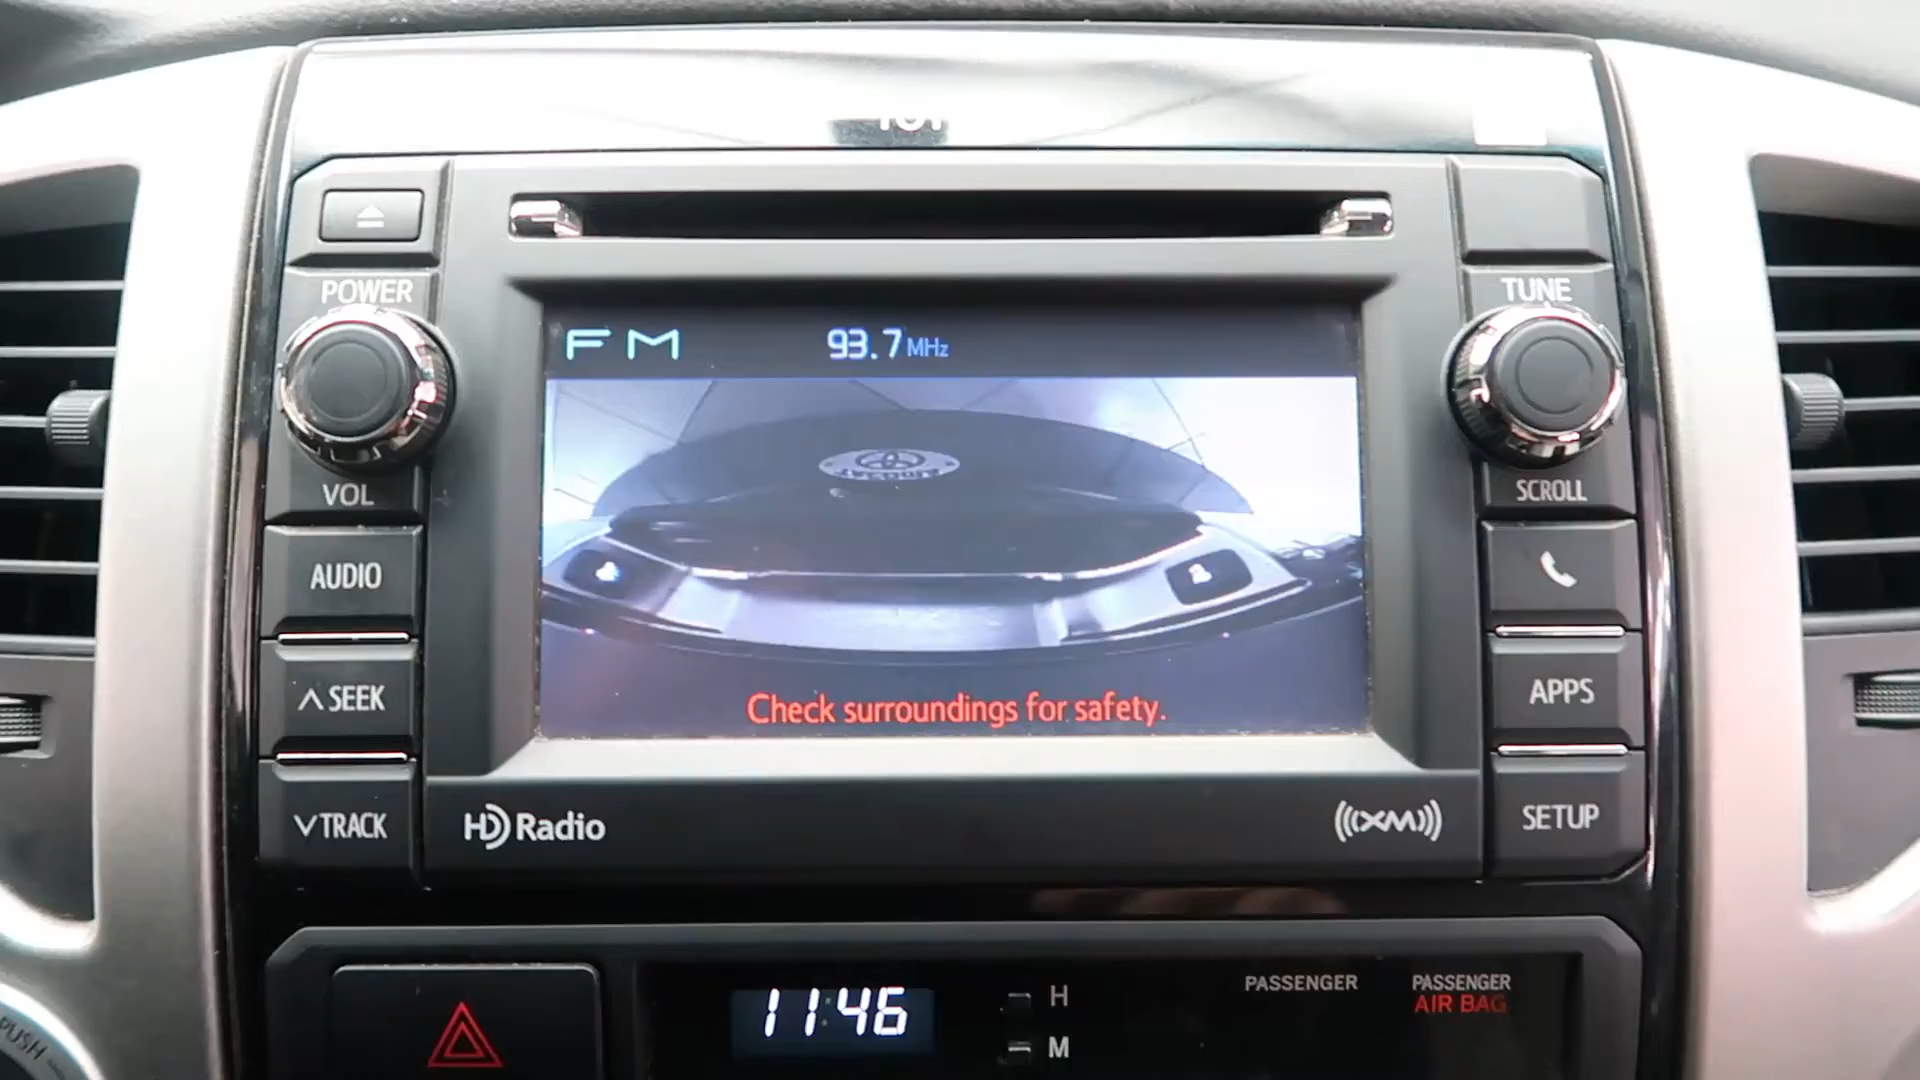 POWER
TUNE
FM 93.7 MHz
VOL
SCROLL
AUDIO
∧ SEEK
APPS
Check surroundings for safety.
∨ TRACK
SETUP
HD Radio
((XM))
PASSENGER
PASSENGER
AIR BAG
11:46
H
M
PUSH